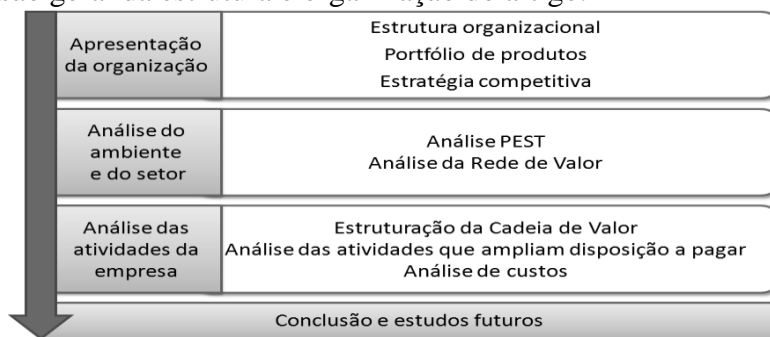 Apresentação
da organização
Estrutura organizacional
Portfólio de produtos
Estratégia competitiva
Análise do
ambiente
e do setor
Análise PEST
Análise da Rede de Valor
Análise das
atividades da
empresa
Estruturação da Cadeia de Valor
Análise das atividades que ampliam disposição a pagar
Análise de custos
Conclusão e estudos futuros